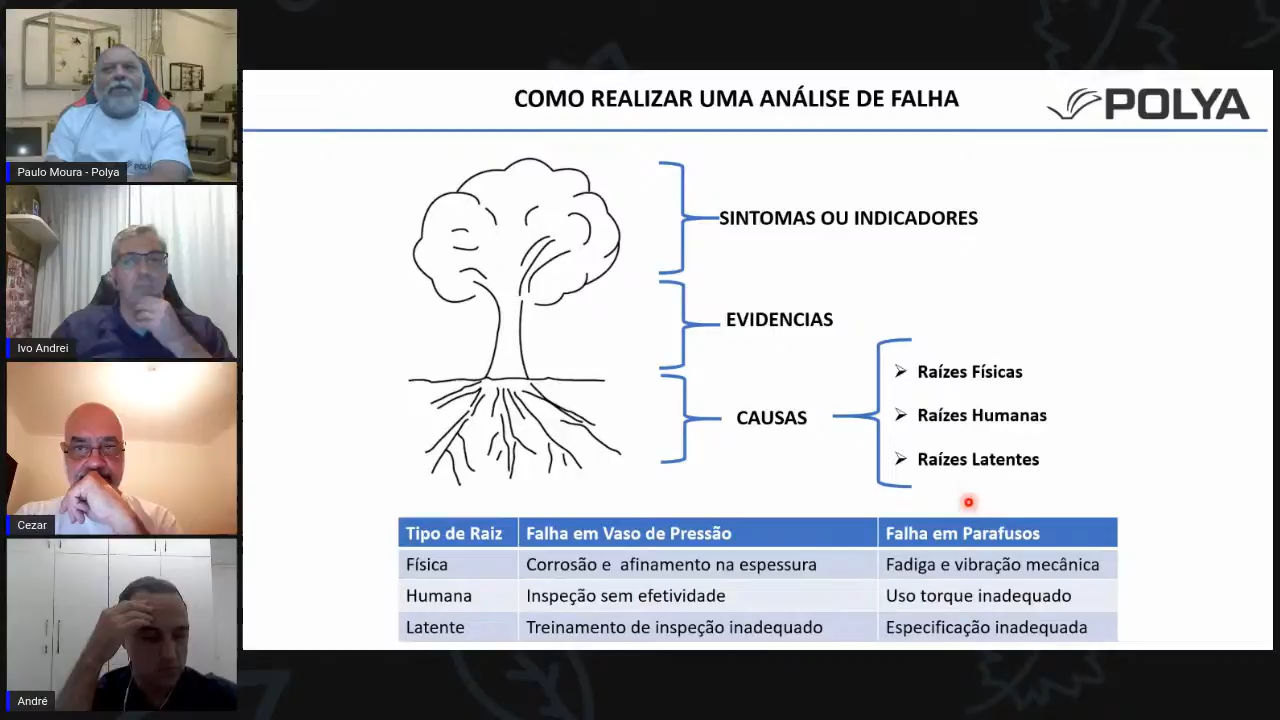 COMO REALIZAR UMA ANÁLISE DE FALHA
POLYA
Paulo Moura - Polya
Ivo Andrei
Cezar
André
SINTOMAS OU INDICADORES
EVIDENCIAS
CAUSAS
Raízes Físicas
Raízes Humanas
Raízes Latentes
Tipo de Raiz Falha em Vaso de Pressão Falha em Parafusos
Física Corrosão e afinamento na espessura Fadiga e vibração mecânica
Humana Inspeção sem efetividade Uso torque inadequado
Latente Treinamento de inspeção inadequado Especificação inadequada